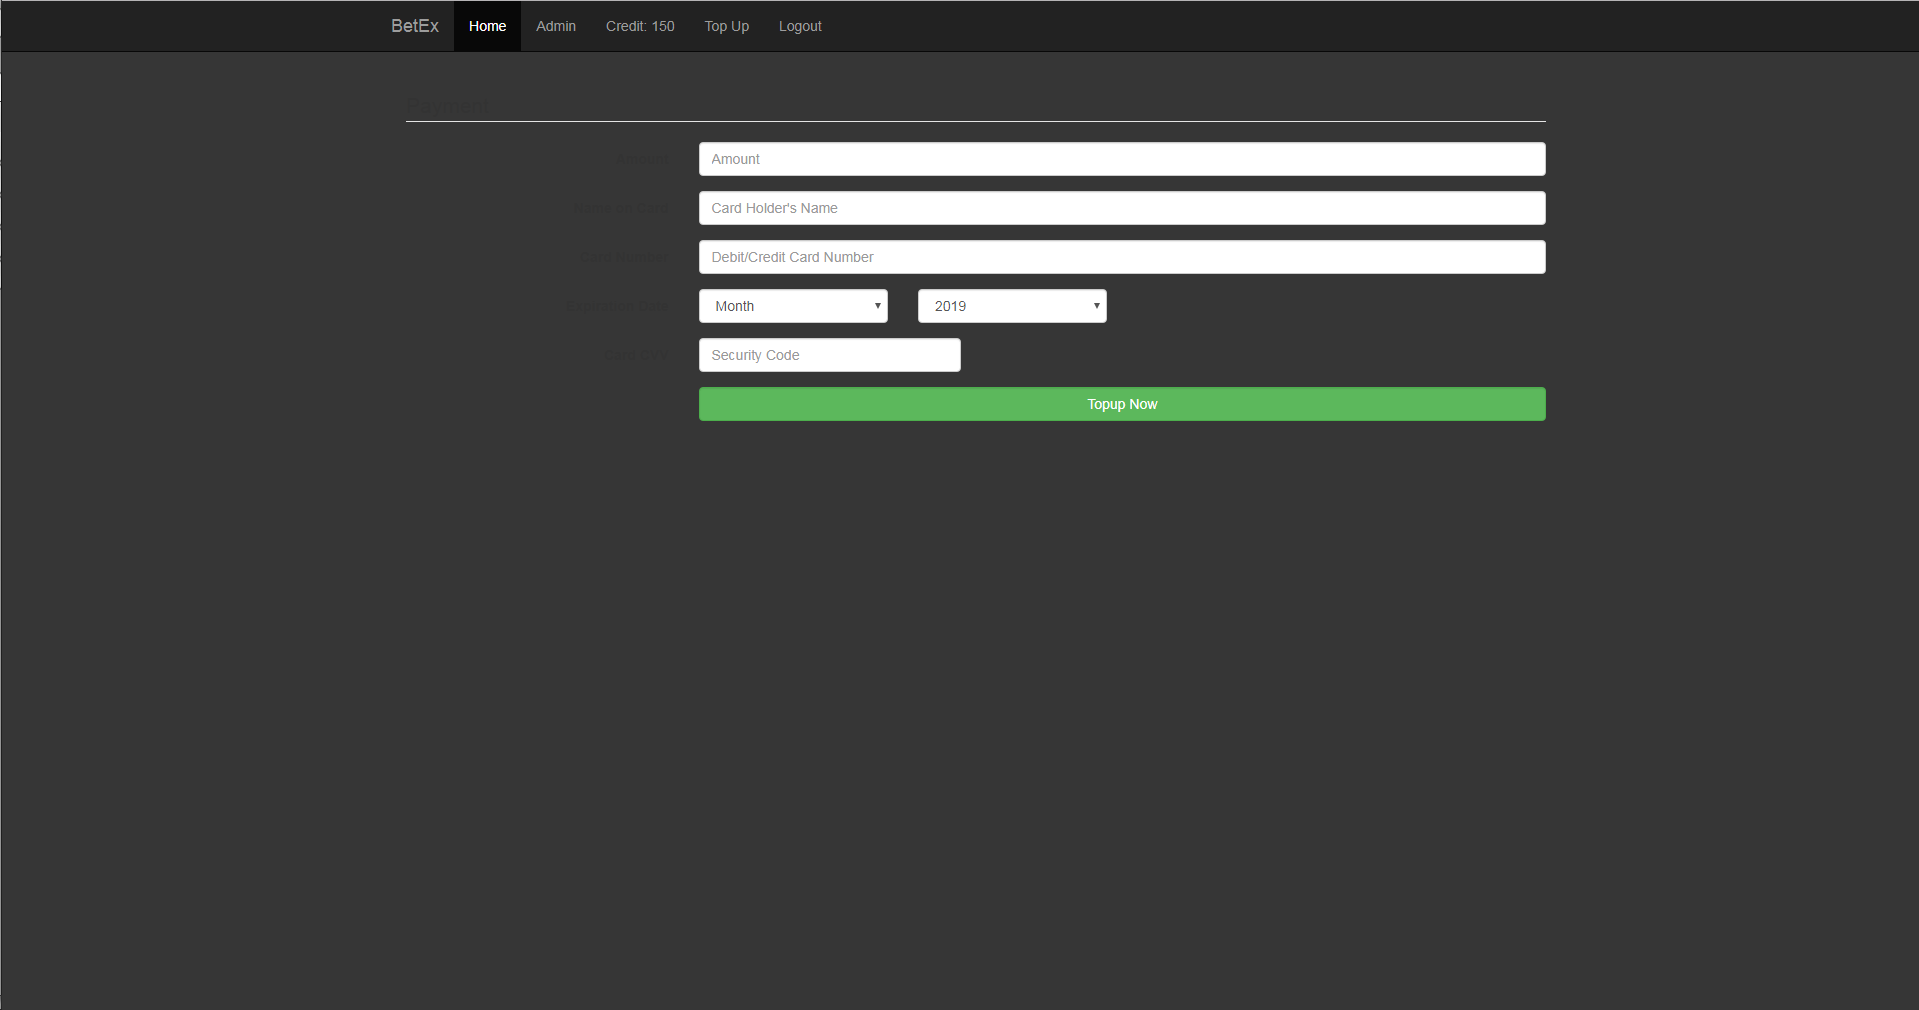 BetEx Home Admin Credit: 150 Top Up Logout
Payment
Amount Amount
Name on Card Card Holder's Name
Card Number Debit/Credit Card Number
Expiration Date Month 2019
Card CVV Security Code
Topup Now